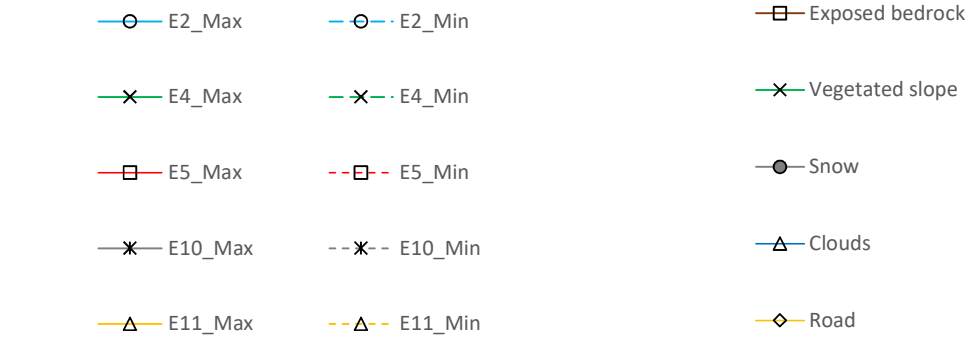 E2_Max
E2_Min
Exposed bedrock
E4_Max
E4_Min
Vegetated slope
E5_Max
E5_Min
Snow
E10_Max
E10_Min
Clouds
E11_Max
E11_Min
Road